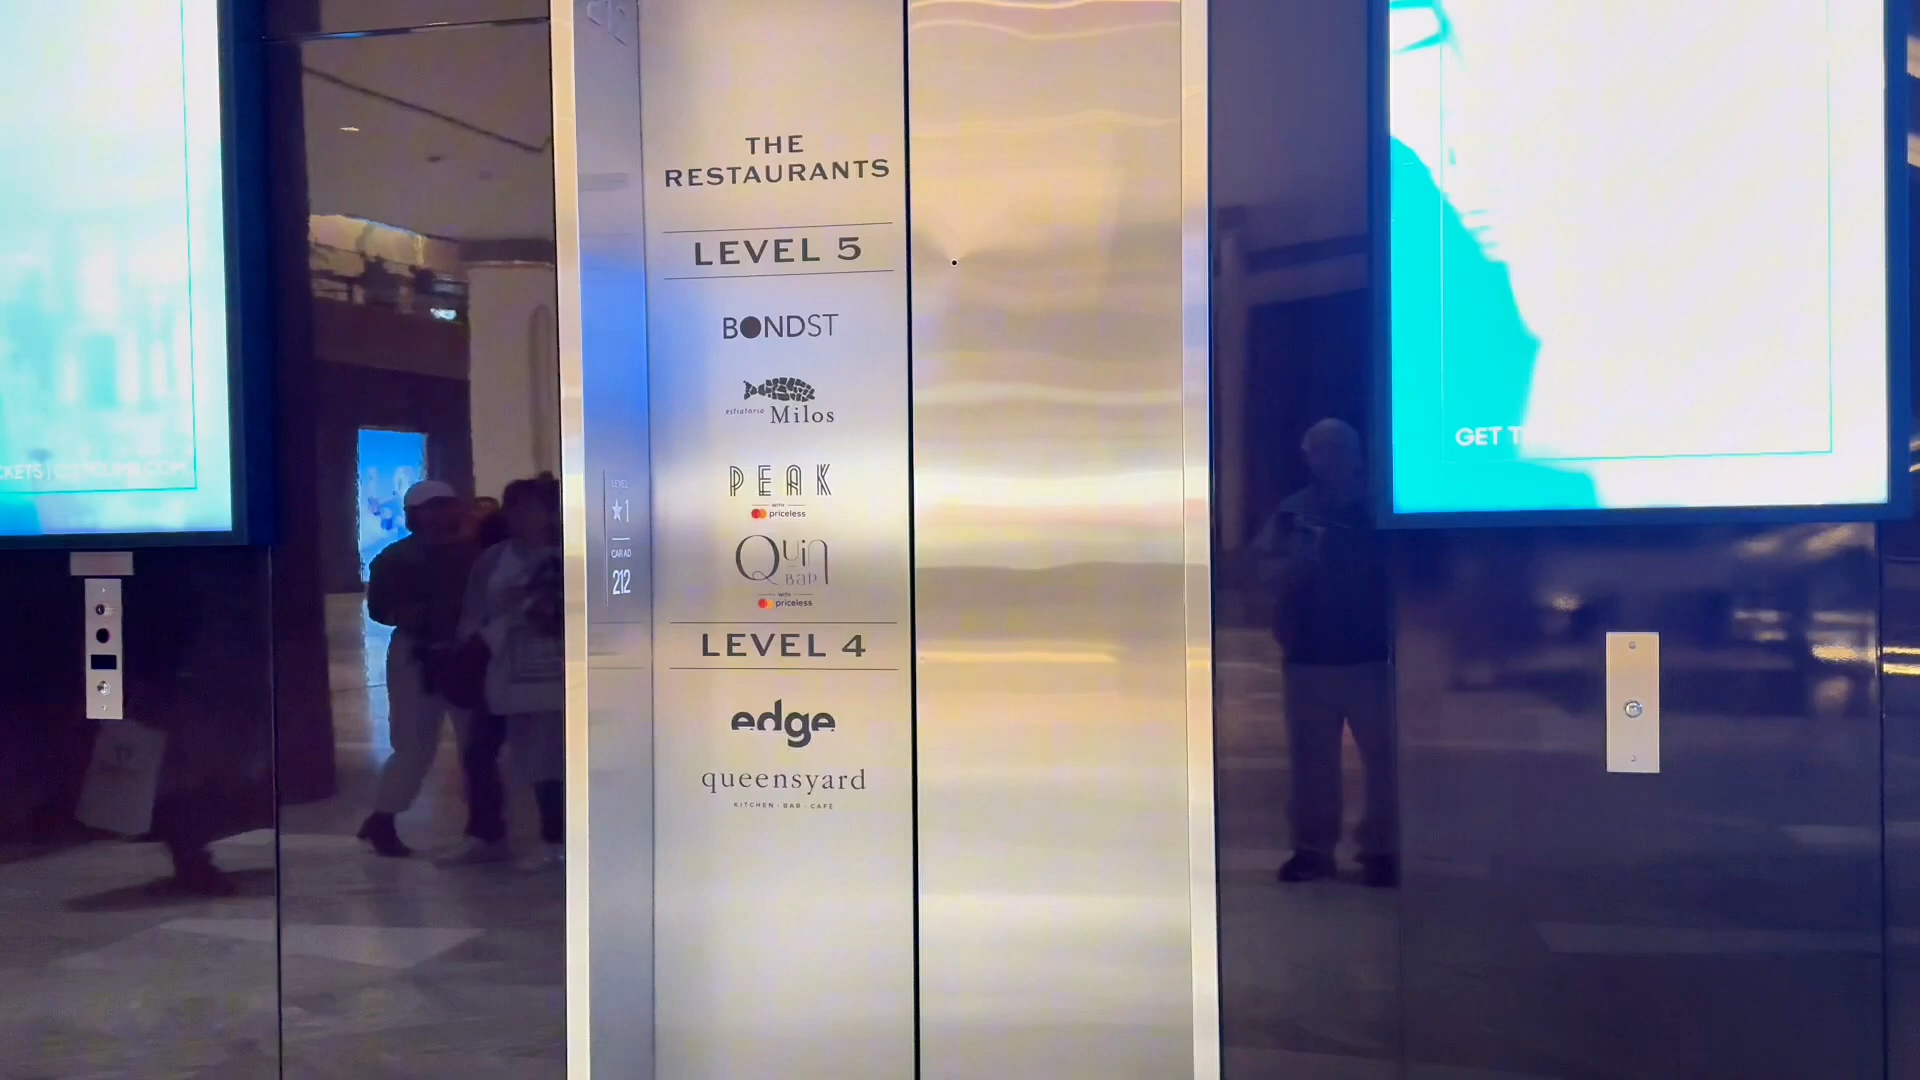 THE
RESTAURANTS
LEVEL 5
BONDST
estiatorio Milos
PEAK
WITH
priceless
Quin
Bar
WITH
priceless
LEVEL 4
edge
queensyard
KITCHEN · BAR · CAFE
LEVEL
★1
CAR AD
212
GET T